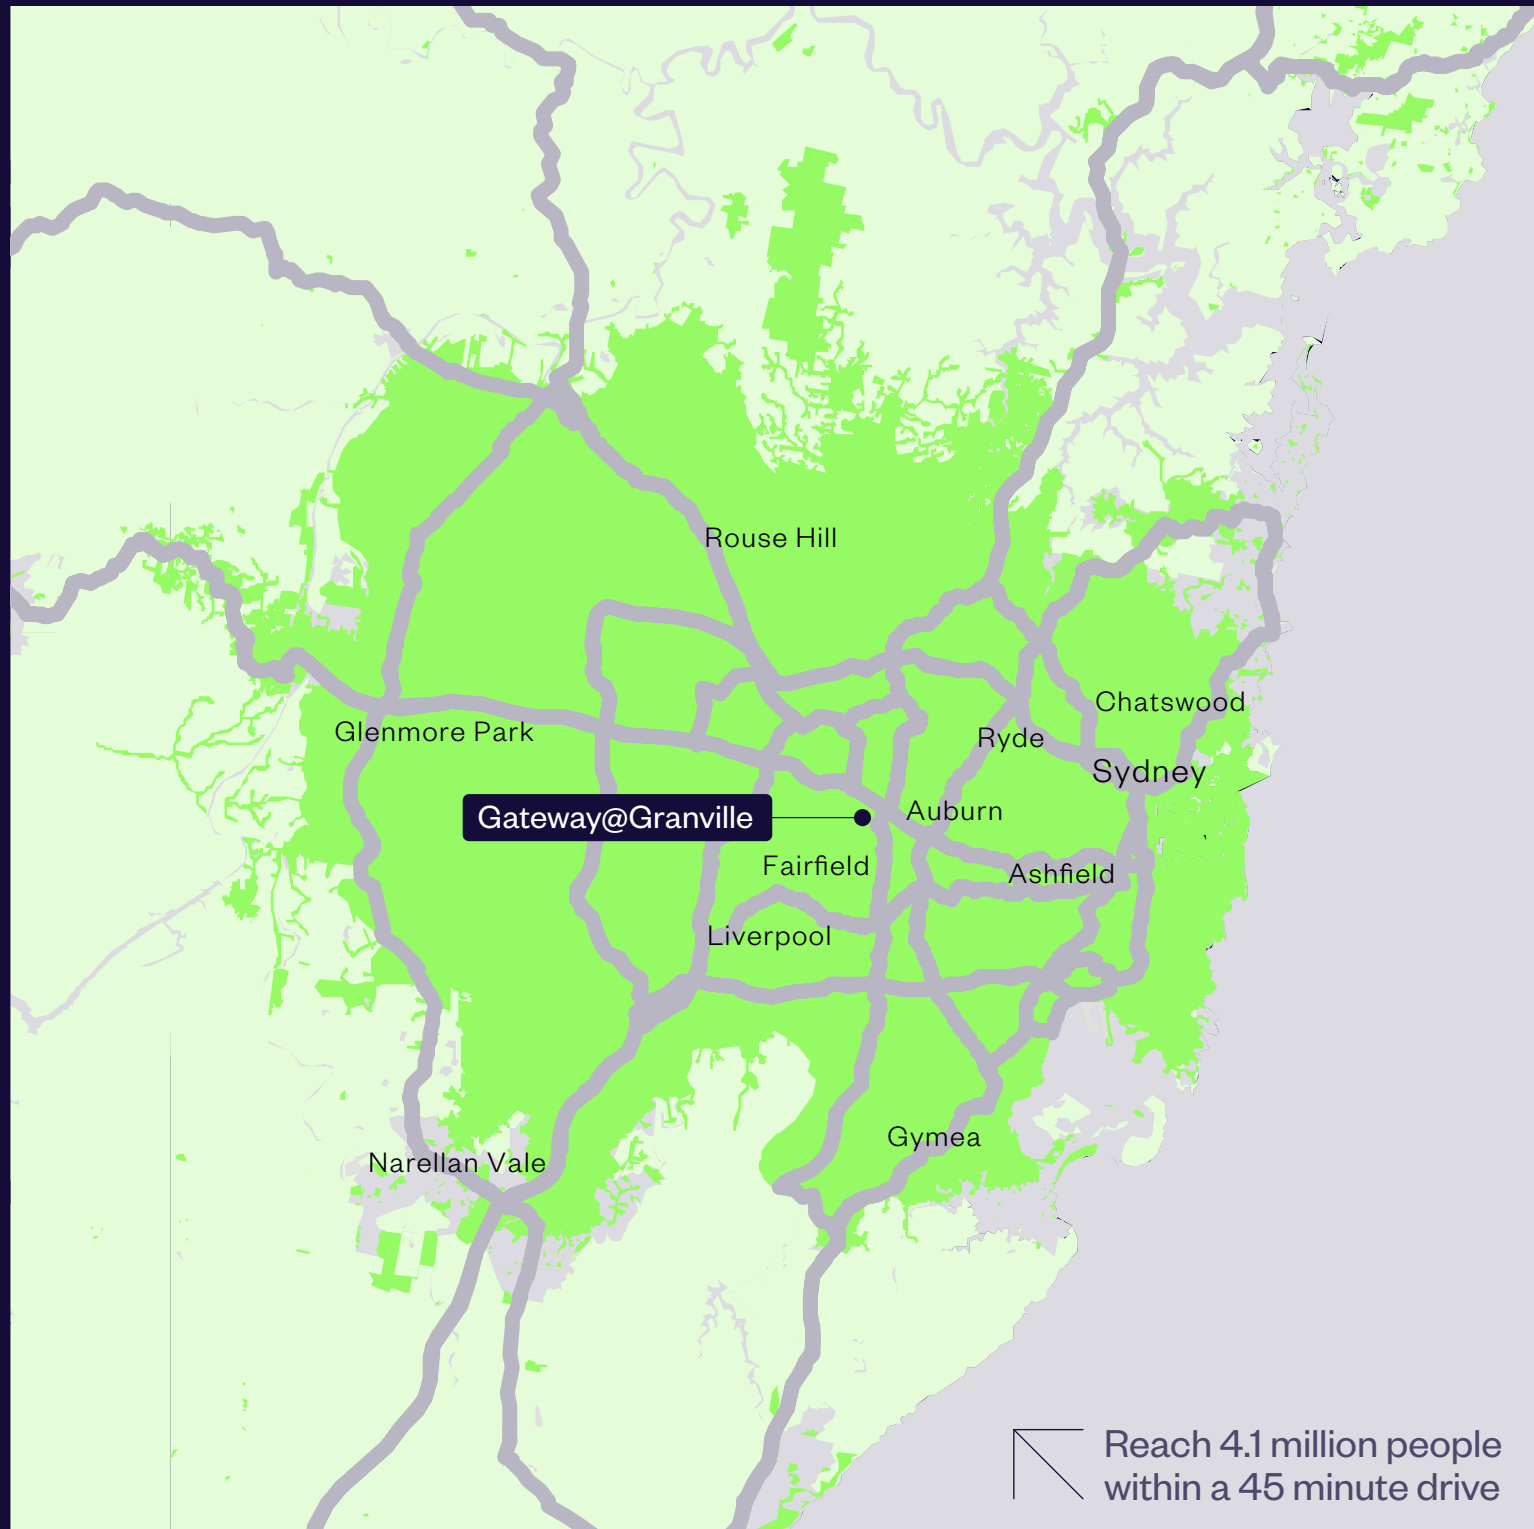 Rouse Hill
Chatswood
Glenmore Park
Ryde
Sydney
Gateway@Granville
Auburn
Fairfield
Ashfield
Liverpool
Gymea
Narellan Vale
Reach 4.1 million people
within a 45 minute drive